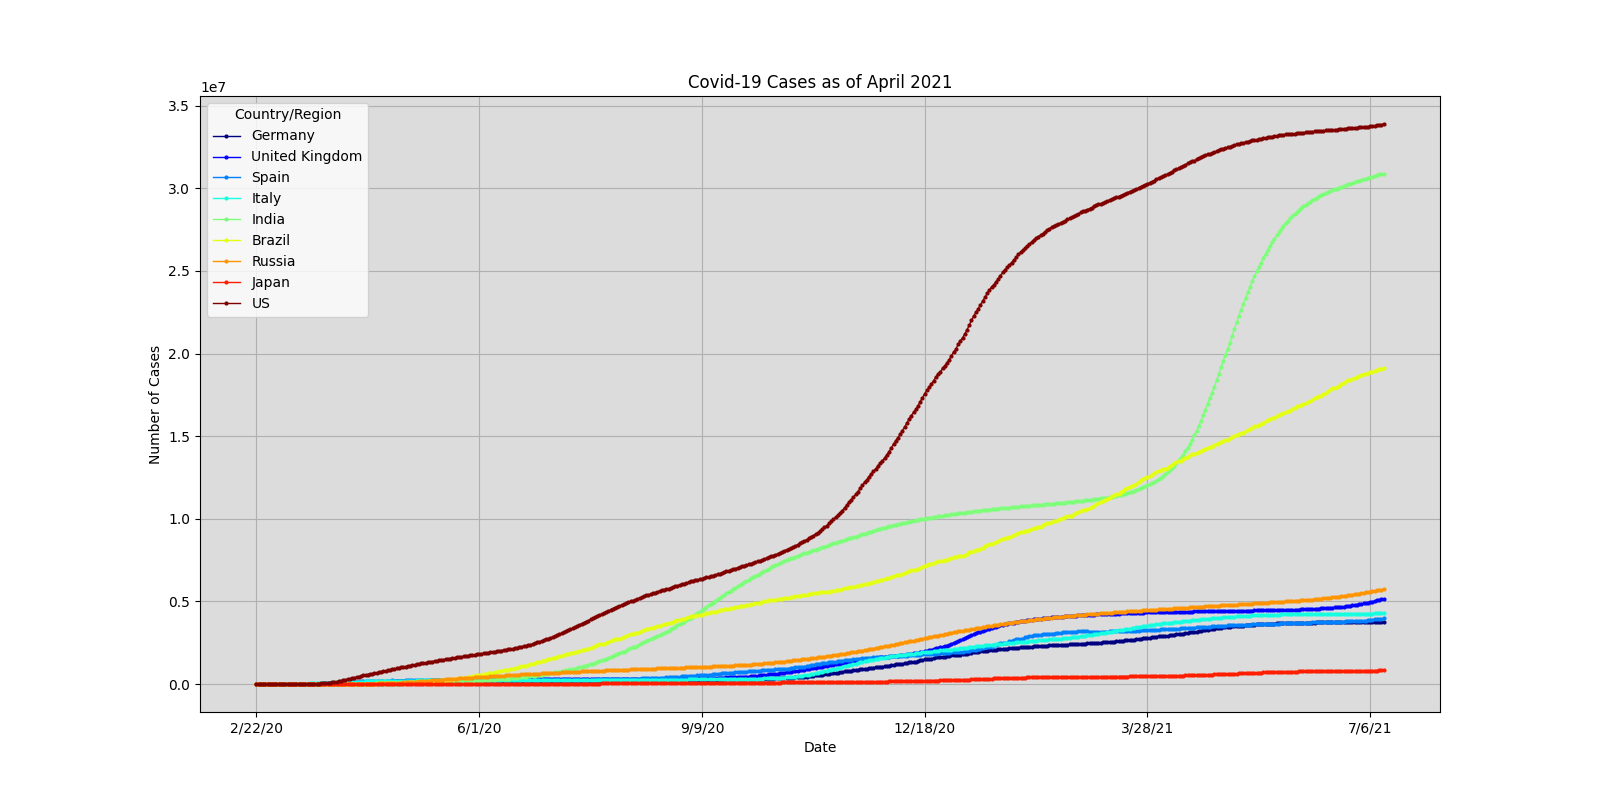 Covid-19 Cases as of April 2021
1e7
3.5
3.0
2.5
2.0
1.5
1.0
0.5
0.0
Number of Cases
Country/Region
Germany
United Kingdom
Spain
Italy
India
Brazil
Russia
Japan
US
2/22/20 6/1/20 9/9/20 12/18/20 3/28/21 7/6/21
Date